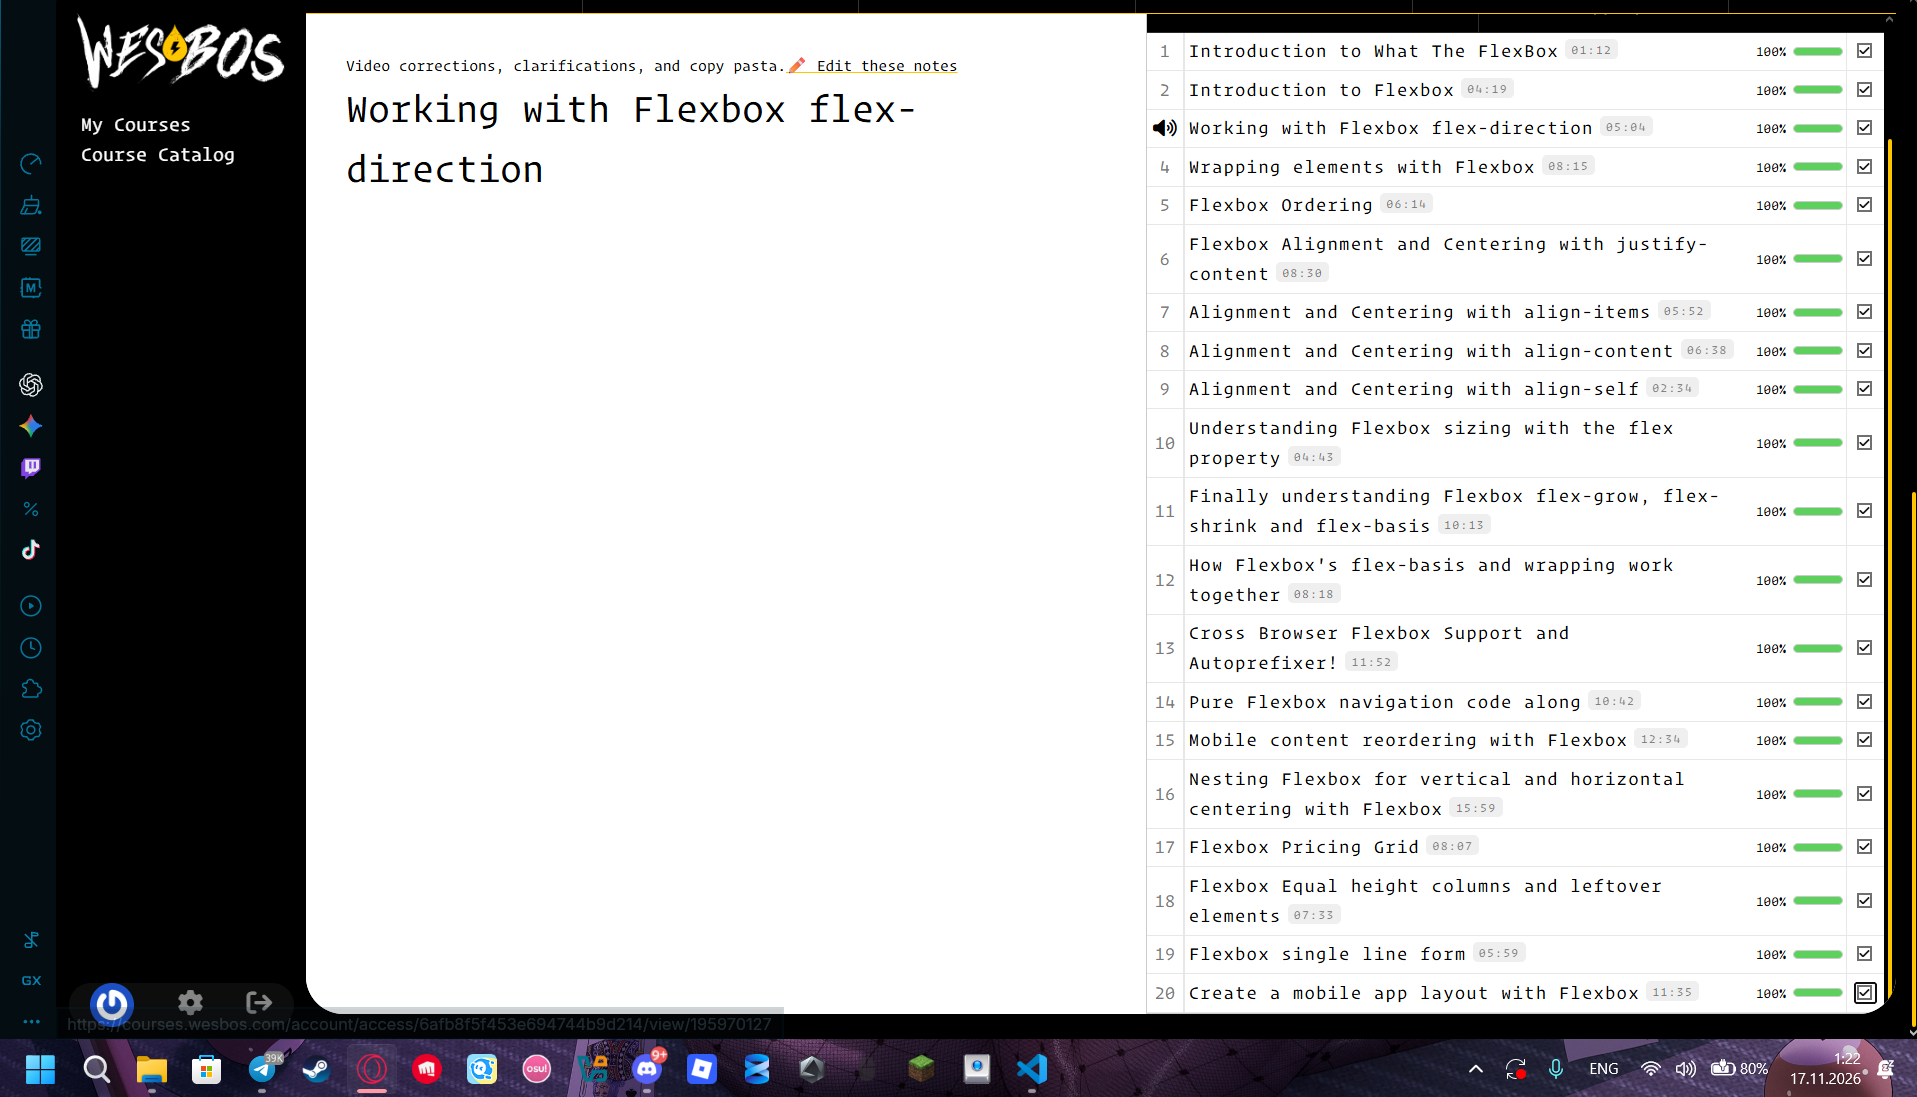 WES BOS
My Courses
Course Catalog
Video corrections, clarifications, and copy pasta. Edit these notes
Working with Flexbox flex-
direction
1 Introduction to What The FlexBox 01:12 100%
2 Introduction to Flexbox 04:19 100%
Working with Flexbox flex-direction 05:04 100%
4 Wrapping elements with Flexbox 08:15 100%
5 Flexbox Ordering 06:14 100%
6 Flexbox Alignment and Centering with justify-
content 08:30 100%
7 Alignment and Centering with align-items 05:52 100%
8 Alignment and Centering with align-content 06:38 100%
9 Alignment and Centering with align-self 02:34 100%
10 Understanding Flexbox sizing with the flex
property 04:43 100%
11 Finally understanding Flexbox flex-grow, flex-
shrink and flex-basis 10:13 100%
12 How Flexbox's flex-basis and wrapping work
together 08:18 100%
13 Cross Browser Flexbox Support and
Autoprefixer! 11:52 100%
14 Pure Flexbox navigation code along 10:42 100%
15 Mobile content reordering with Flexbox 12:34 100%
16 Nesting Flexbox for vertical and horizontal
centering with Flexbox 15:59 100%
17 Flexbox Pricing Grid 08:07 100%
18 Flexbox Equal height columns and leftover
elements 07:33 100%
19 Flexbox single line form 05:59 100%
20 Create a mobile app layout with Flexbox 11:35 100%
M
GX
https://courses.wesbos.com/account/access/6afb8f5f453e694744b9d214/view/195970127
39K
osu!
9+
ENG
80%
1:22
17.11.2026